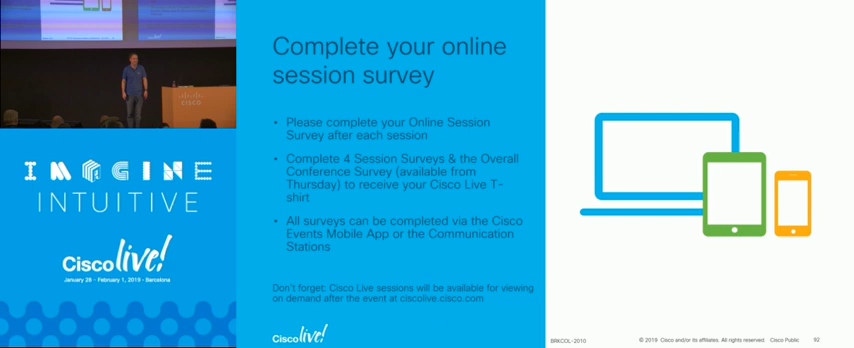 cisco
IMAGINE
INTUITIVE
Cisco live!
January 28 - February 1, 2019 • Barcelona
Complete your online
session survey
• Please complete your Online Session
Survey after each session
• Complete 4 Session Surveys & the Overall
Conference Survey (available from
Thursday) to receive your Cisco Live T-
shirt
• All surveys can be completed via the Cisco
Events Mobile App or the Communication
Stations
Don't forget: Cisco Live sessions will be available for viewing
on demand after the event at ciscolive.cisco.com
Cisco live!
BRKCOL-2010
© 2019 Cisco and/or its affiliates. All rights reserved. Cisco Public 92